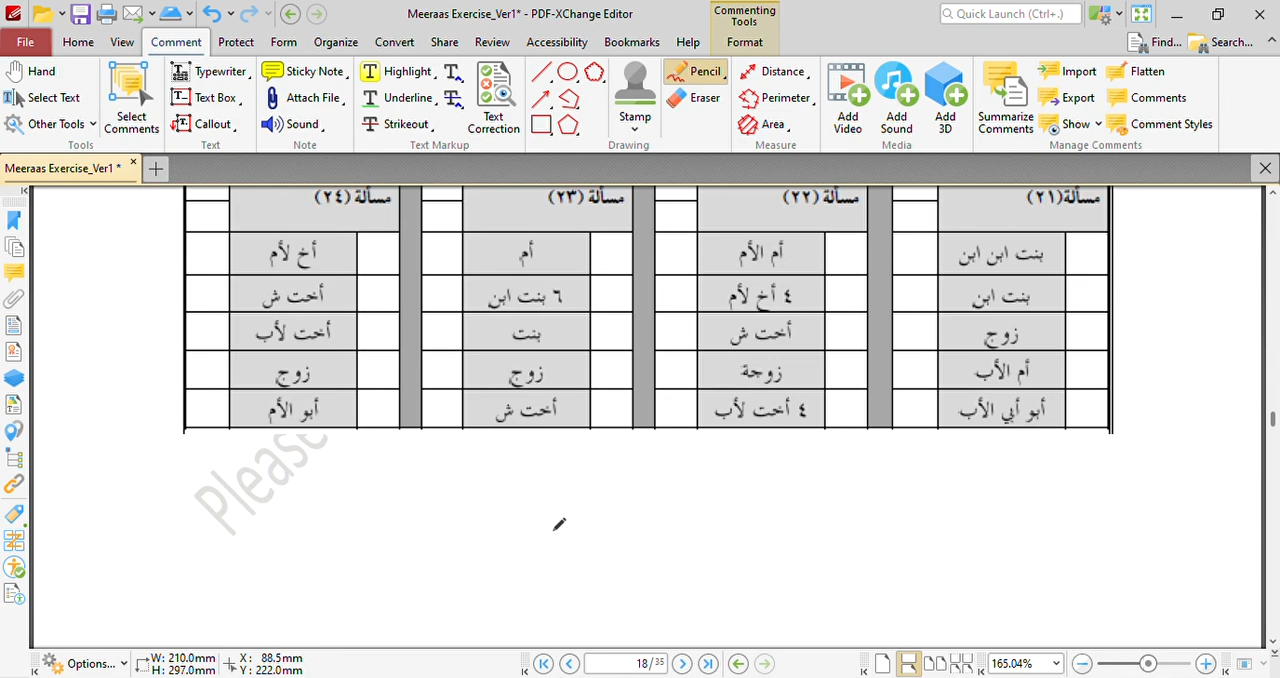 Meeraas Exercise_Ver1* - PDF-XChange Editor
Commenting Tools
Quick Launch (Ctrl+.)
File Home View Comment Protect Form Organize Convert Share Review Accessibility Bookmarks Help Format
Find... Search...
Hand
Select Text
Other Tools
Select Comments
Tools
Typewriter
Text Box
Callout
Text
Sticky Note
Attach File
Sound
Note
Highlight
Underline
Strikeout
Text Correction
Text Markup
Drawing
Stamp
Pencil
Eraser
Distance
Perimeter
Area
Measure
Add Video
Add Sound
Add 3D
Media
Summarize Comments
Import
Export
Show
Flatten
Comments
Comment Styles
Manage Comments
Meeraas Exercise_Ver1 *
مسألة(٢١) مسألة (٢٢) مسألة (٢٣) مسألة (٢٤)
بنت ابن ابن أم الأم أم أخ لأم
بنت ابن ٤ أخ لأم ٦ بنت ابن أخت ش
زوج أخت ش بنت أخت لأب
أم الأب زوجة زوج زوج
أبو أبي الأب ٤ أخت لأب أخت ش أبو الأم
Please
Options...
W: 210.0mm
H: 297.0mm
X: 88.5mm
Y: 222.0mm
18 / 35
165.04%